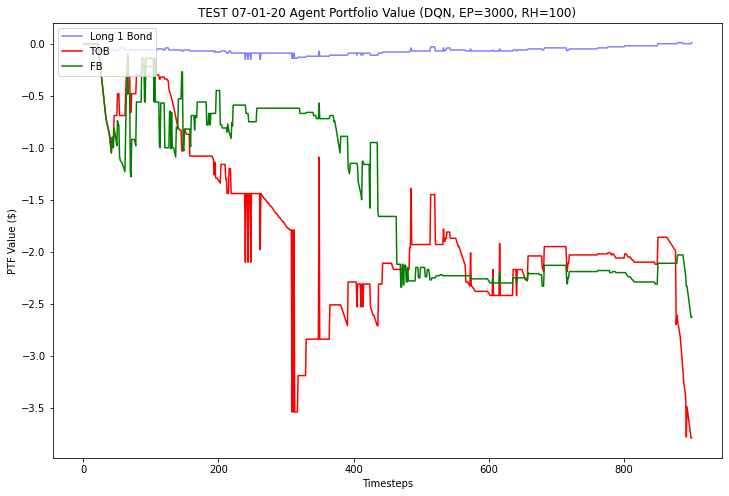 TEST 07-01-20 Agent Portfolio Value (DQN, EP=3000, RH=100)
Long 1 Bond
TOB
FB
PTF Value ($)
0.0
−0.5
−1.0
−1.5
−2.0
−2.5
−3.0
−3.5
0 200 400 600 800
Timesteps